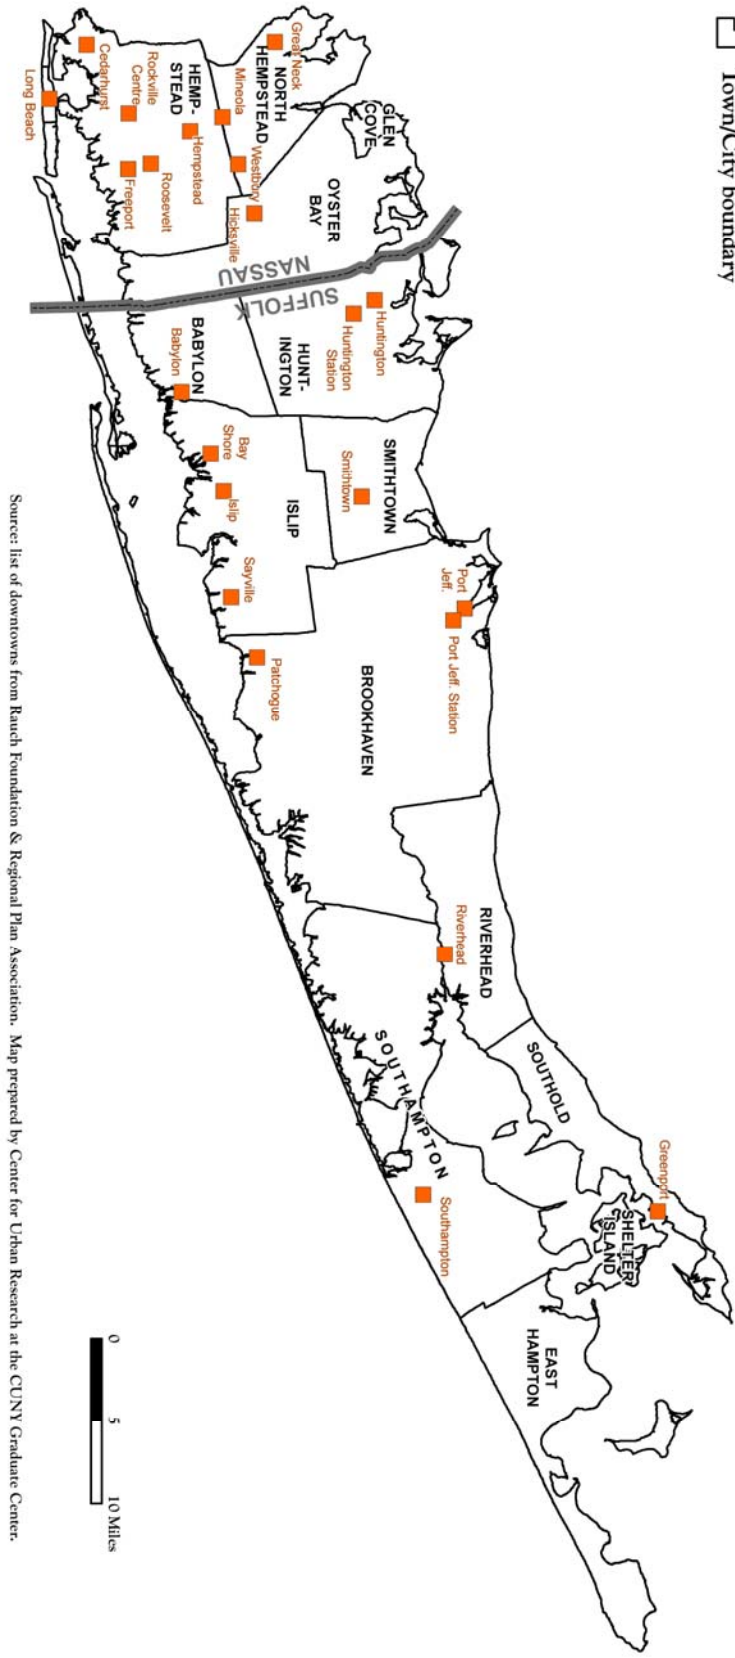 Town/City boundary
Great Neck
NORTH
HEMPSTEAD
GLEN
COVE
Mineola
Westbury
Hicksville
OYSTER
BAY
HEMP-
STEAD
Hempstead
Rockville
Centre
Roosevelt
Freeport
Cedarhurst
Long Beach
NASSAU
SUFFOLK
Huntington
Huntington
Station
HUNT-
INGTON
BABYLON
Babylon
SMITHTOWN
Smithtown
Bay
Shore
Islip
ISLIP
Sayville
Port
Jeff.
Port Jeff. Station
BROOKHAVEN
Patchogue
RIVERHEAD
Riverhead
SOUTHOLD
SOUTHAMPTON
Southampton
Greenport
SHELTER
ISLAND
EAST
HAMPTON
0 5 10 Miles
Source: list of downtowns from Rauch Foundation & Regional Plan Association. Map prepared by Center for Urban Research at the CUNY Graduate Center.